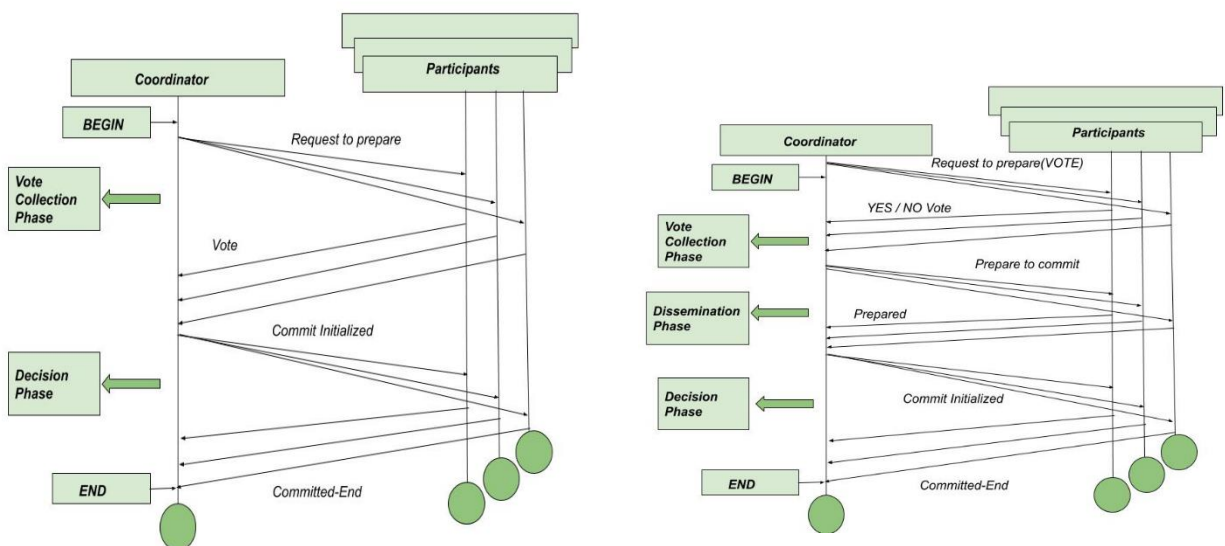 Coordinator
Participants
BEGIN
Request to prepare
Vote
Collection
Phase
Vote
Commit Initialized
Decision
Phase
END
Committed-End
Coordinator
Participants
Request to prepare(VOTE)
BEGIN
YES / NO Vote
Vote
Collection
Phase
Prepare to commit
Dissemination
Phase
Prepared
Decision
Phase
Commit Initialized
END
Committed-End